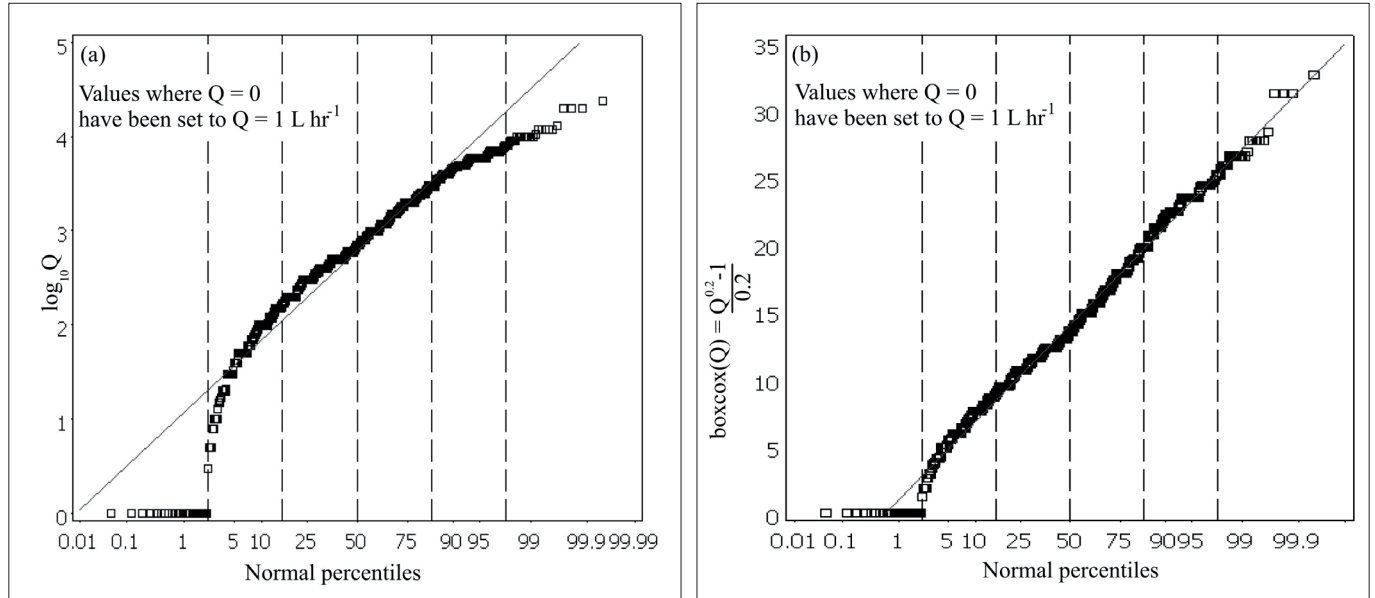 (a)
Values where Q = 0
have been set to Q = 1 L hr⁻¹
5
4
3
2
1
0
log₁₀ Q
0.01 0.1 1 5 10 25 50 75 90 95 99 99.9 99.99
Normal percentiles
(b)
Values where Q = 0
have been set to Q = 1 L hr⁻¹
35
30
25
20
15
10
5
0
boxcox(Q) = Q^0.2-1
0.2
0.01 0.1 1 5 10 25 50 75 90 95 99 99.9
Normal percentiles